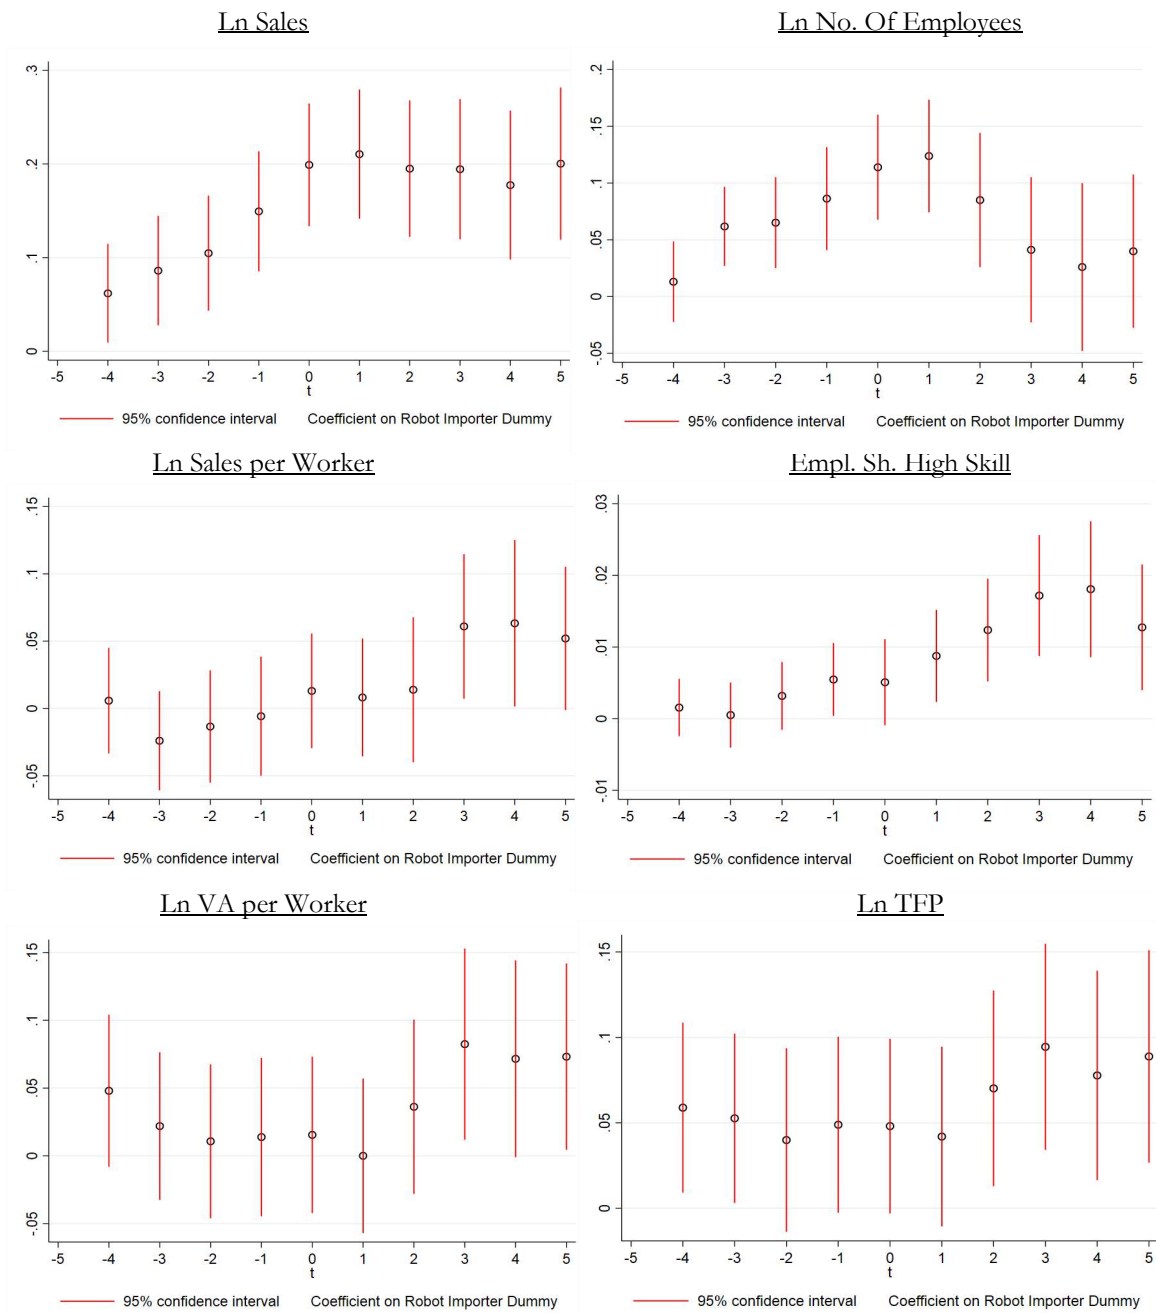 Ln Sales
.3
.2
.1
0
-5 -4 -3 -2 -1 0 1 2 3 4 5
t
95% confidence interval Coefficient on Robot Importer Dummy
Ln No. Of Employees
.2
.15
.1
.05
0
-.05
-5 -4 -3 -2 -1 0 1 2 3 4 5
t
95% confidence interval Coefficient on Robot Importer Dummy
Ln Sales per Worker
.15
.1
.05
0
-.05
-5 -4 -3 -2 -1 0 1 2 3 4 5
t
95% confidence interval Coefficient on Robot Importer Dummy
Empl. Sh. High Skill
.03
.02
.01
0
-.01
-5 -4 -3 -2 -1 0 1 2 3 4 5
t
95% confidence interval Coefficient on Robot Importer Dummy
Ln VA per Worker
.15
.1
.05
0
-.05
-5 -4 -3 -2 -1 0 1 2 3 4 5
t
95% confidence interval Coefficient on Robot Importer Dummy
Ln TFP
.15
.1
.05
0
-5 -4 -3 -2 -1 0 1 2 3 4 5
t
95% confidence interval Coefficient on Robot Importer Dummy